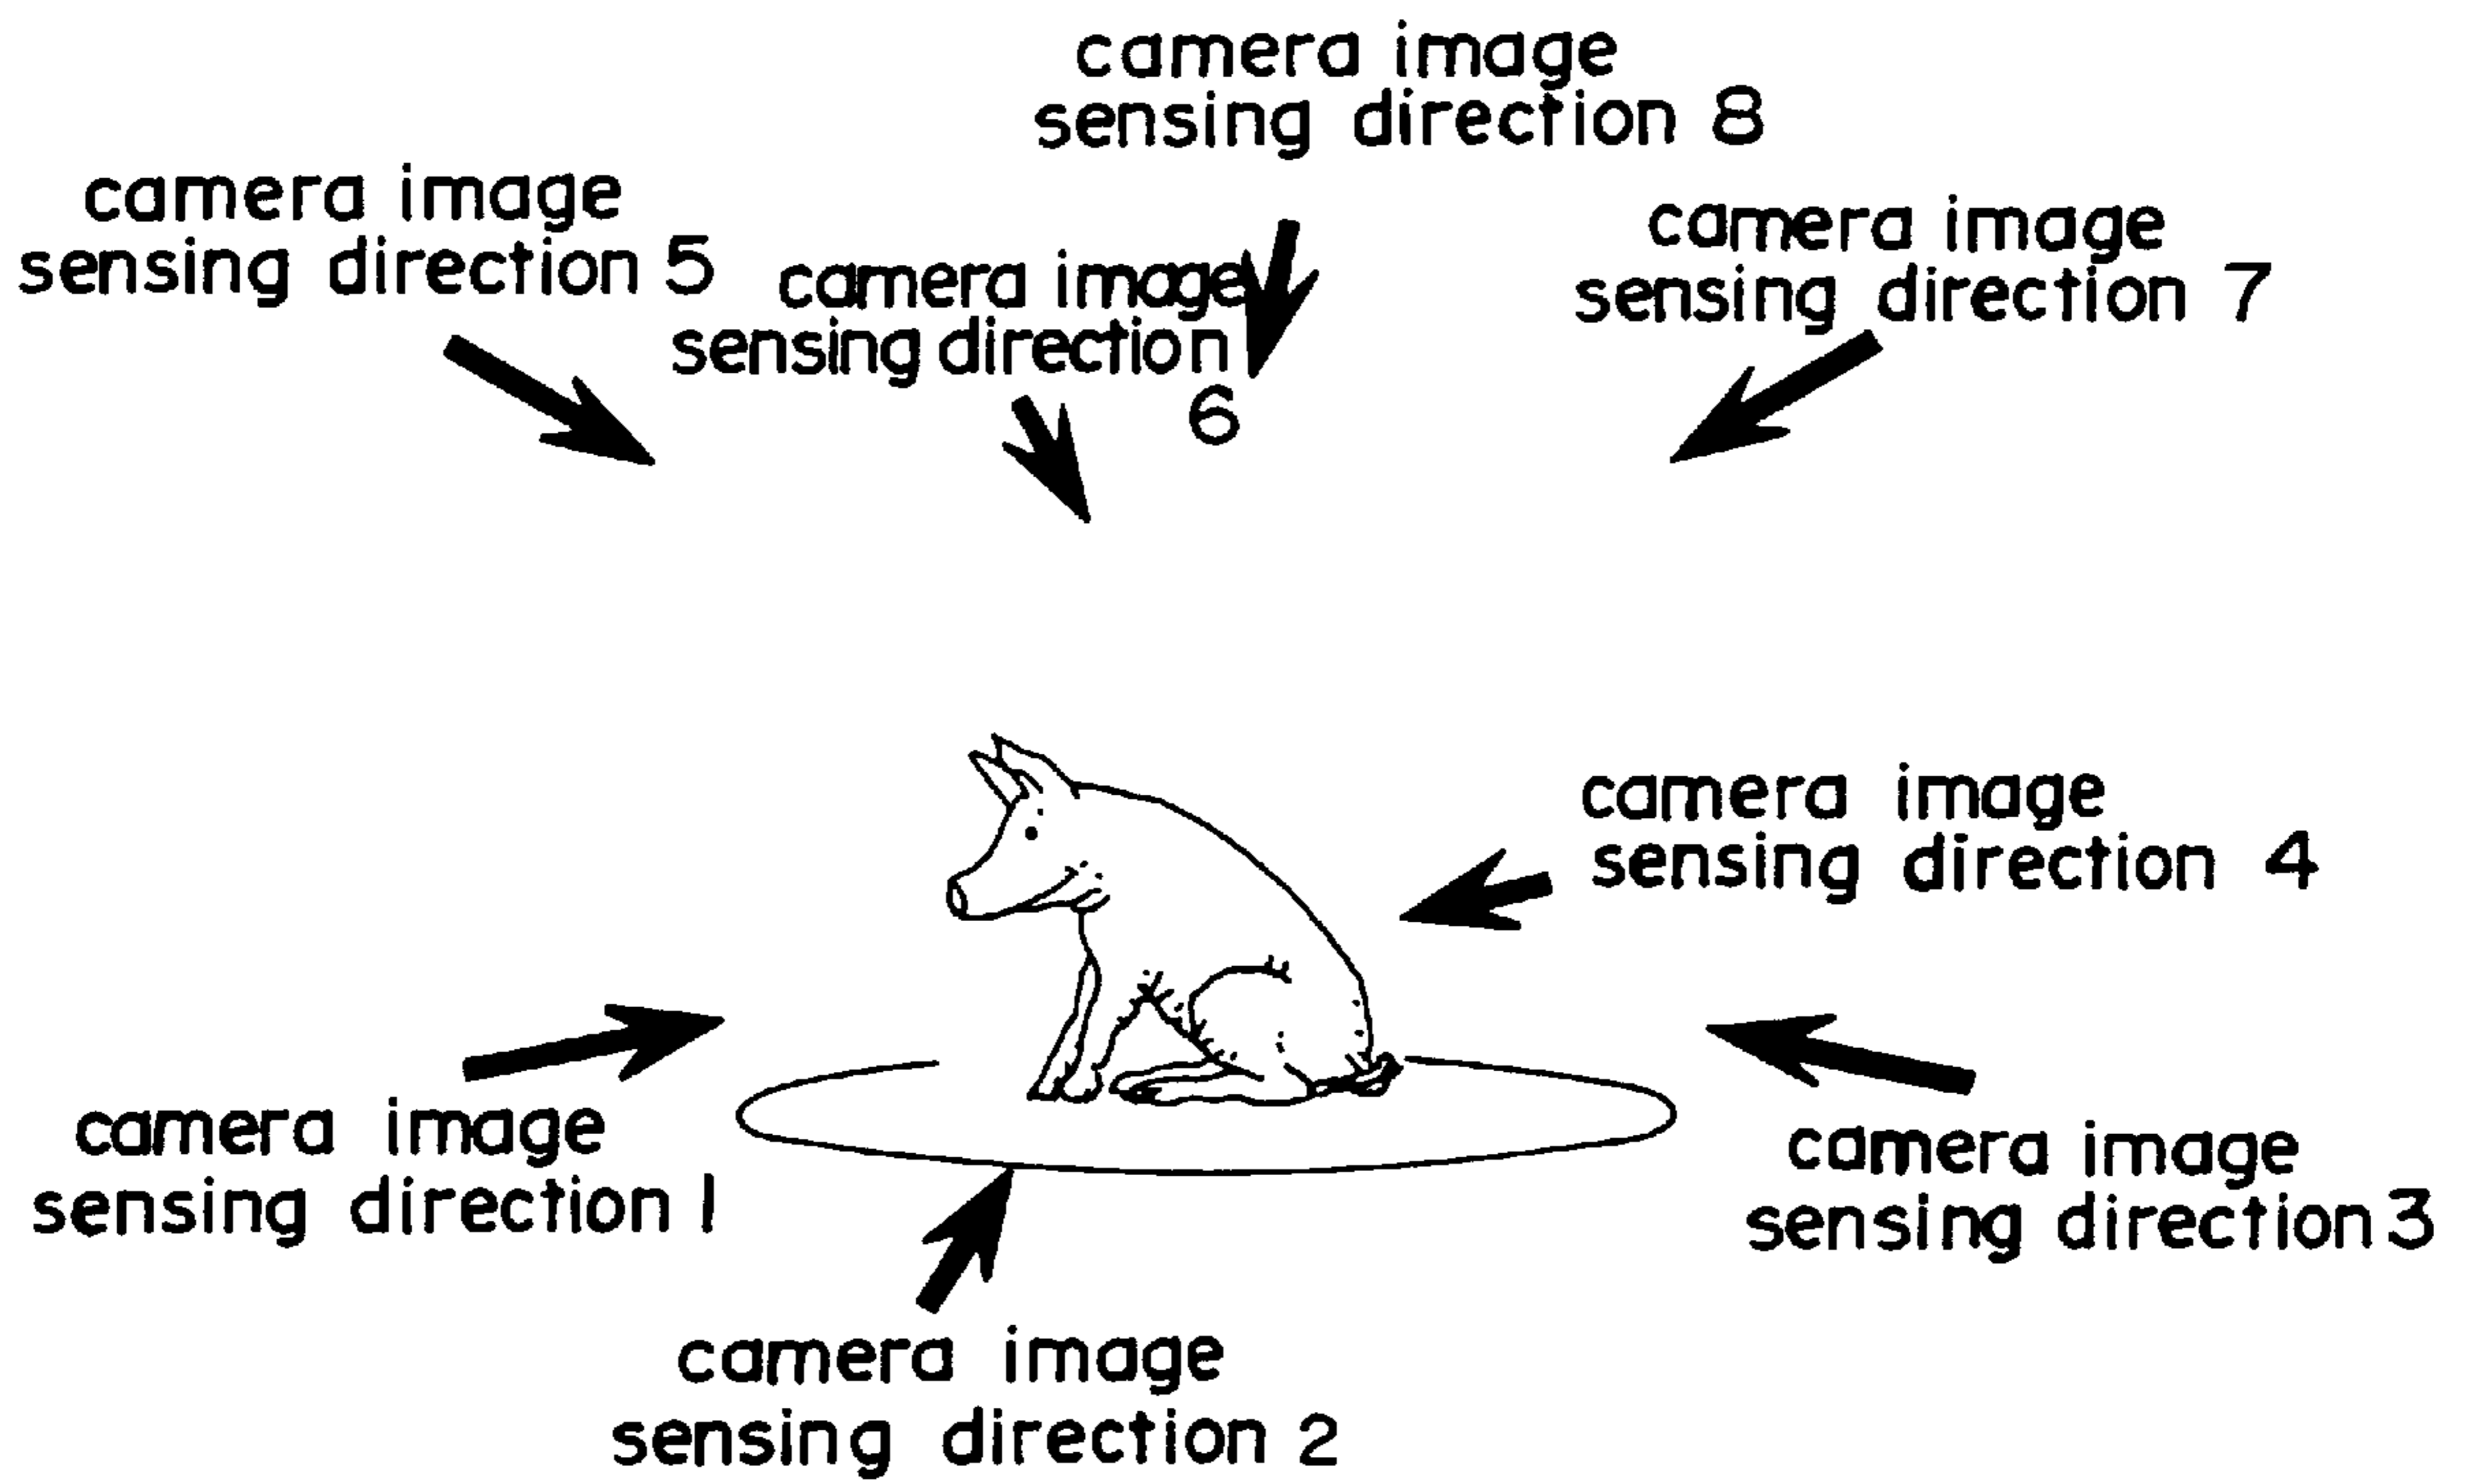 camera image
sensing direction 8
camera image
sensing direction 5
camera image
sensing direction 7
camera image
sensing direction
6
camera image
sensing direction 4
camera image
sensing direction 1
camera image
sensing direction 3
camera image
sensing direction 2